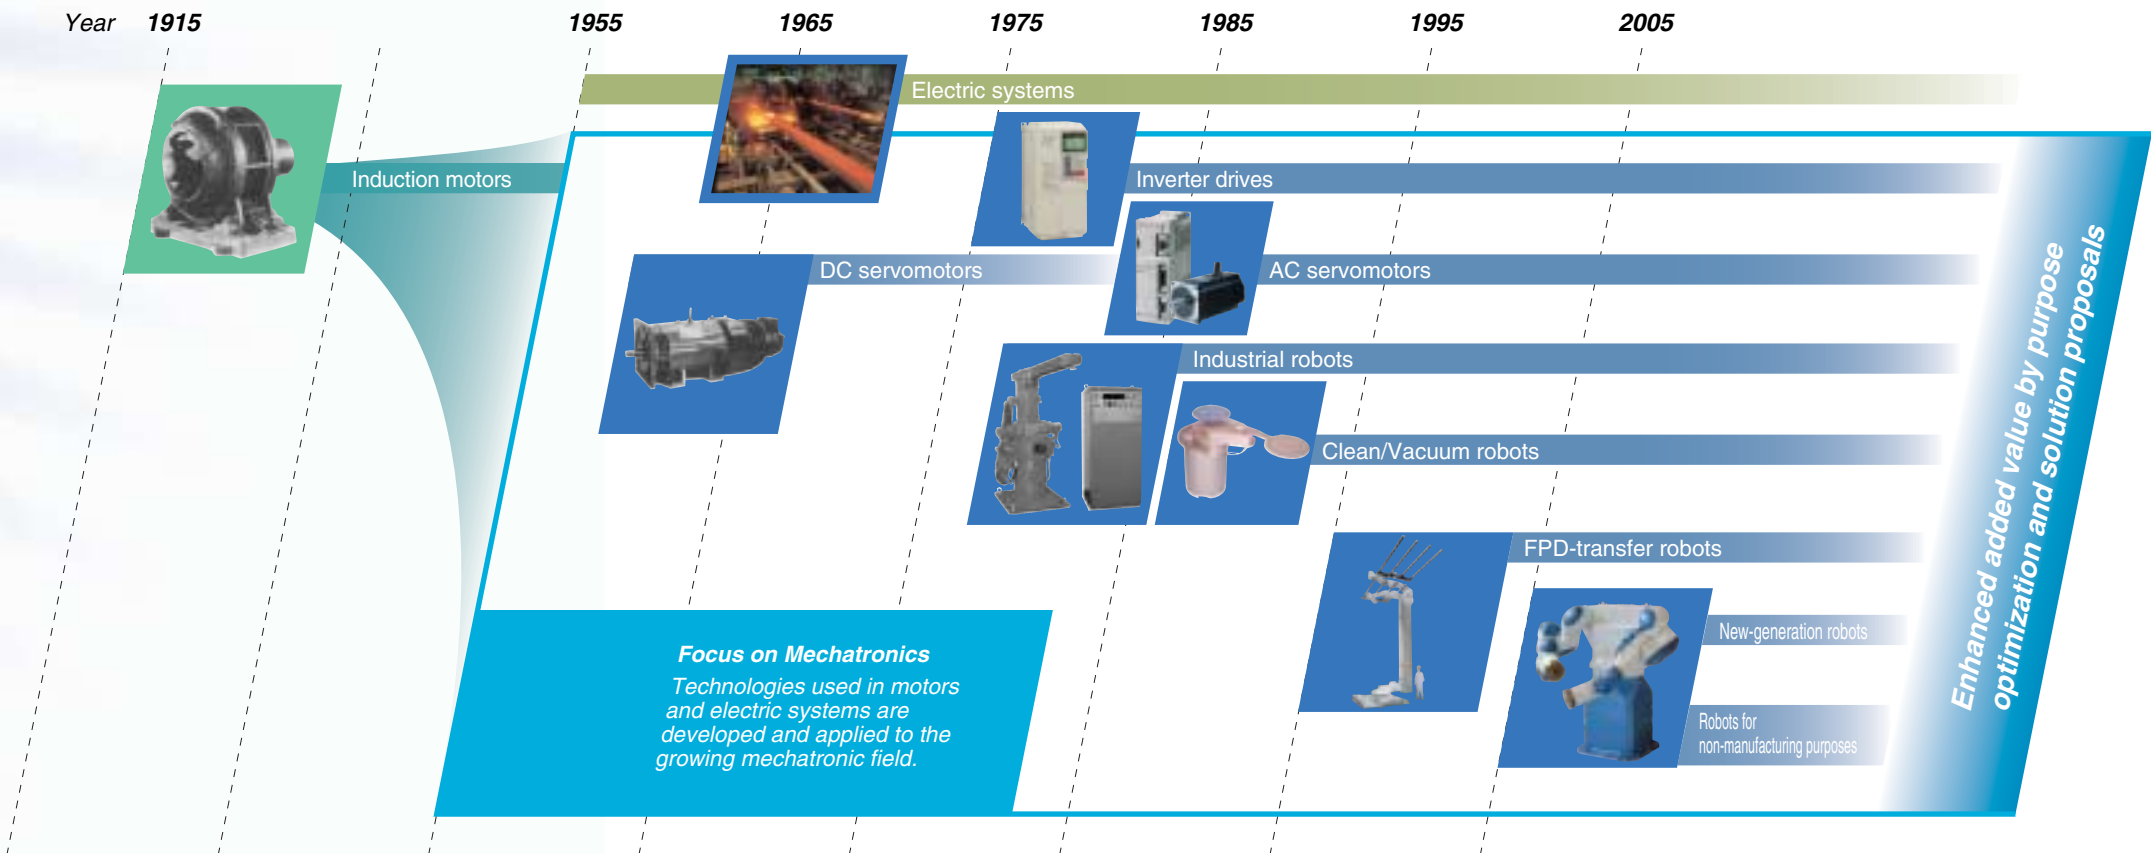 Year 1915 1955 1965 1975 1985 1995 2005
Electric systems
Induction motors
Inverter drives
DC servomotors
AC servomotors
Industrial robots
Clean/Vacuum robots
FPD-transfer robots
New-generation robots
Robots for
non-manufacturing purposes
Enhanced added value by purpose
optimization and solution proposals
Focus on Mechatronics
Technologies used in motors
and electric systems are
developed and applied to the
growing mechatronic field.